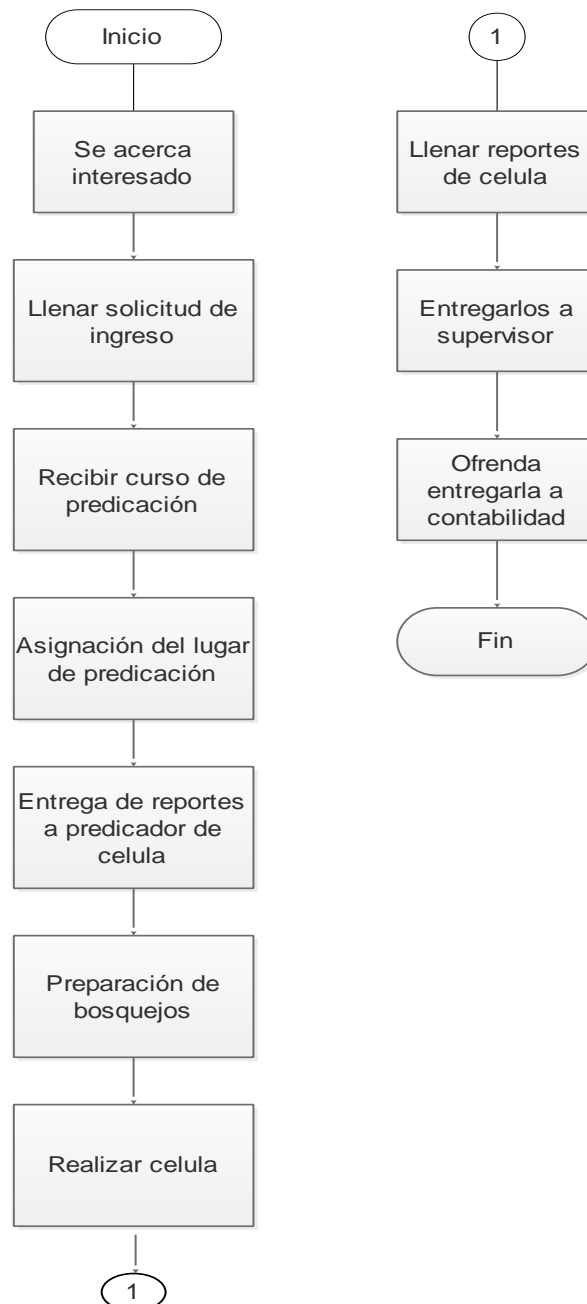 Inicio
Se acerca
interesado
Llenar solicitud de
ingreso
Recibir curso de
predicación
Asignación del lugar
de predicación
Entrega de reportes
a predicador de
celula
Preparación de
bosquejos
Realizar celula
1
1
Llenar reportes
de celula
Entregarlos a
supervisor
Ofrenda
entregarla a
contabilidad
Fin